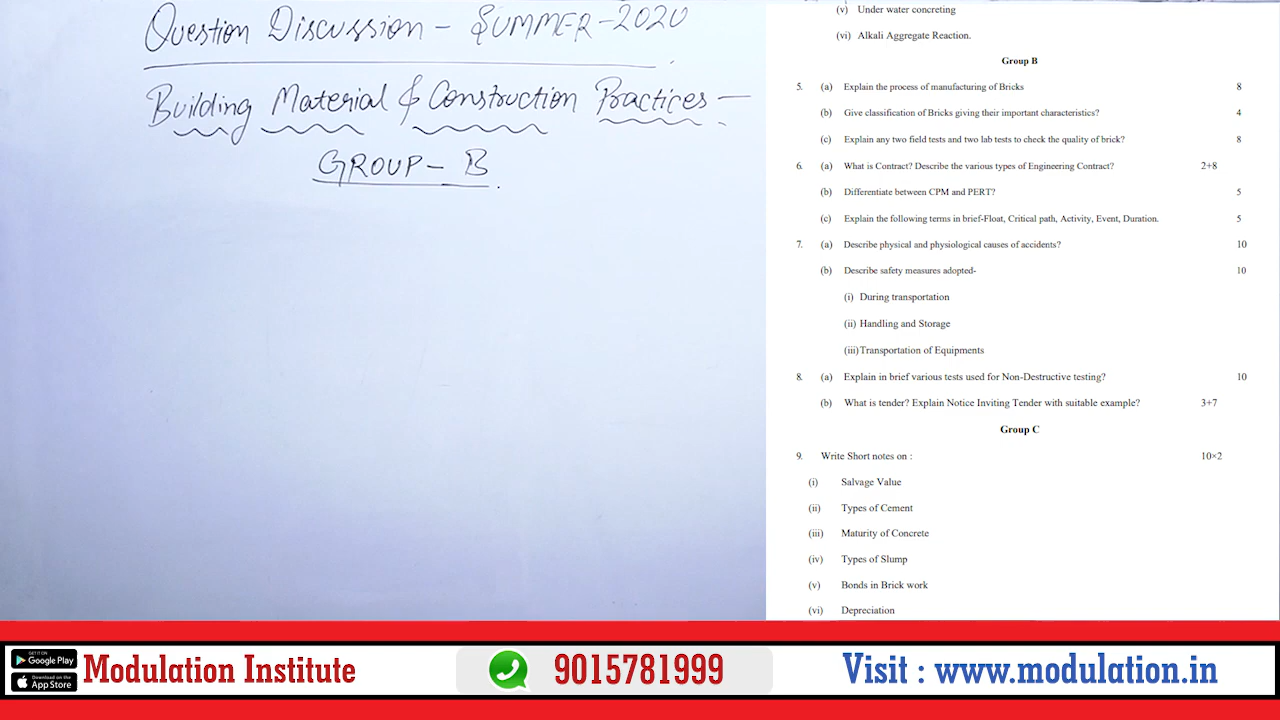 Question Discussion - SUMMER-2020
Building Material & Construction Practices -
GROUP - B
(v) Under water concreting
(vi) Alkali Aggregate Reaction.
Group B
5. (a) Explain the process of manufacturing of Bricks 8
(b) Give classification of Bricks giving their important characteristics? 4
(c) Explain any two field tests and two lab tests to check the quality of brick? 8
6. (a) What is Contract? Describe the various types of Engineering Contract? 2+8
(b) Differentiate between CPM and PERT? 5
(c) Explain the following terms in brief-Float, Critical path, Activity, Event, Duration. 5
7. (a) Describe physical and physiological causes of accidents? 10
(b) Describe safety measures adopted- 10
(i) During transportation
(ii) Handling and Storage
(iii) Transportation of Equipments
8. (a) Explain in brief various tests used for Non-Destructive testing? 10
(b) What is tender? Explain Notice Inviting Tender with suitable example? 3+7
Group C
9. Write Short notes on : 10×2
(i) Salvage Value
(ii) Types of Cement
(iii) Maturity of Concrete
(iv) Types of Slump
(v) Bonds in Brick work
(vi) Depreciation
GET IT ON
Google Play
Download on the
App Store
Modulation Institute
9015781999
Visit : www.modulation.in